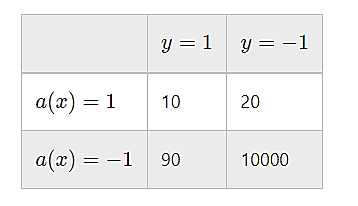 y = 1 y = −1
a(x) = 1 10 20
a(x) = −1 90 10000